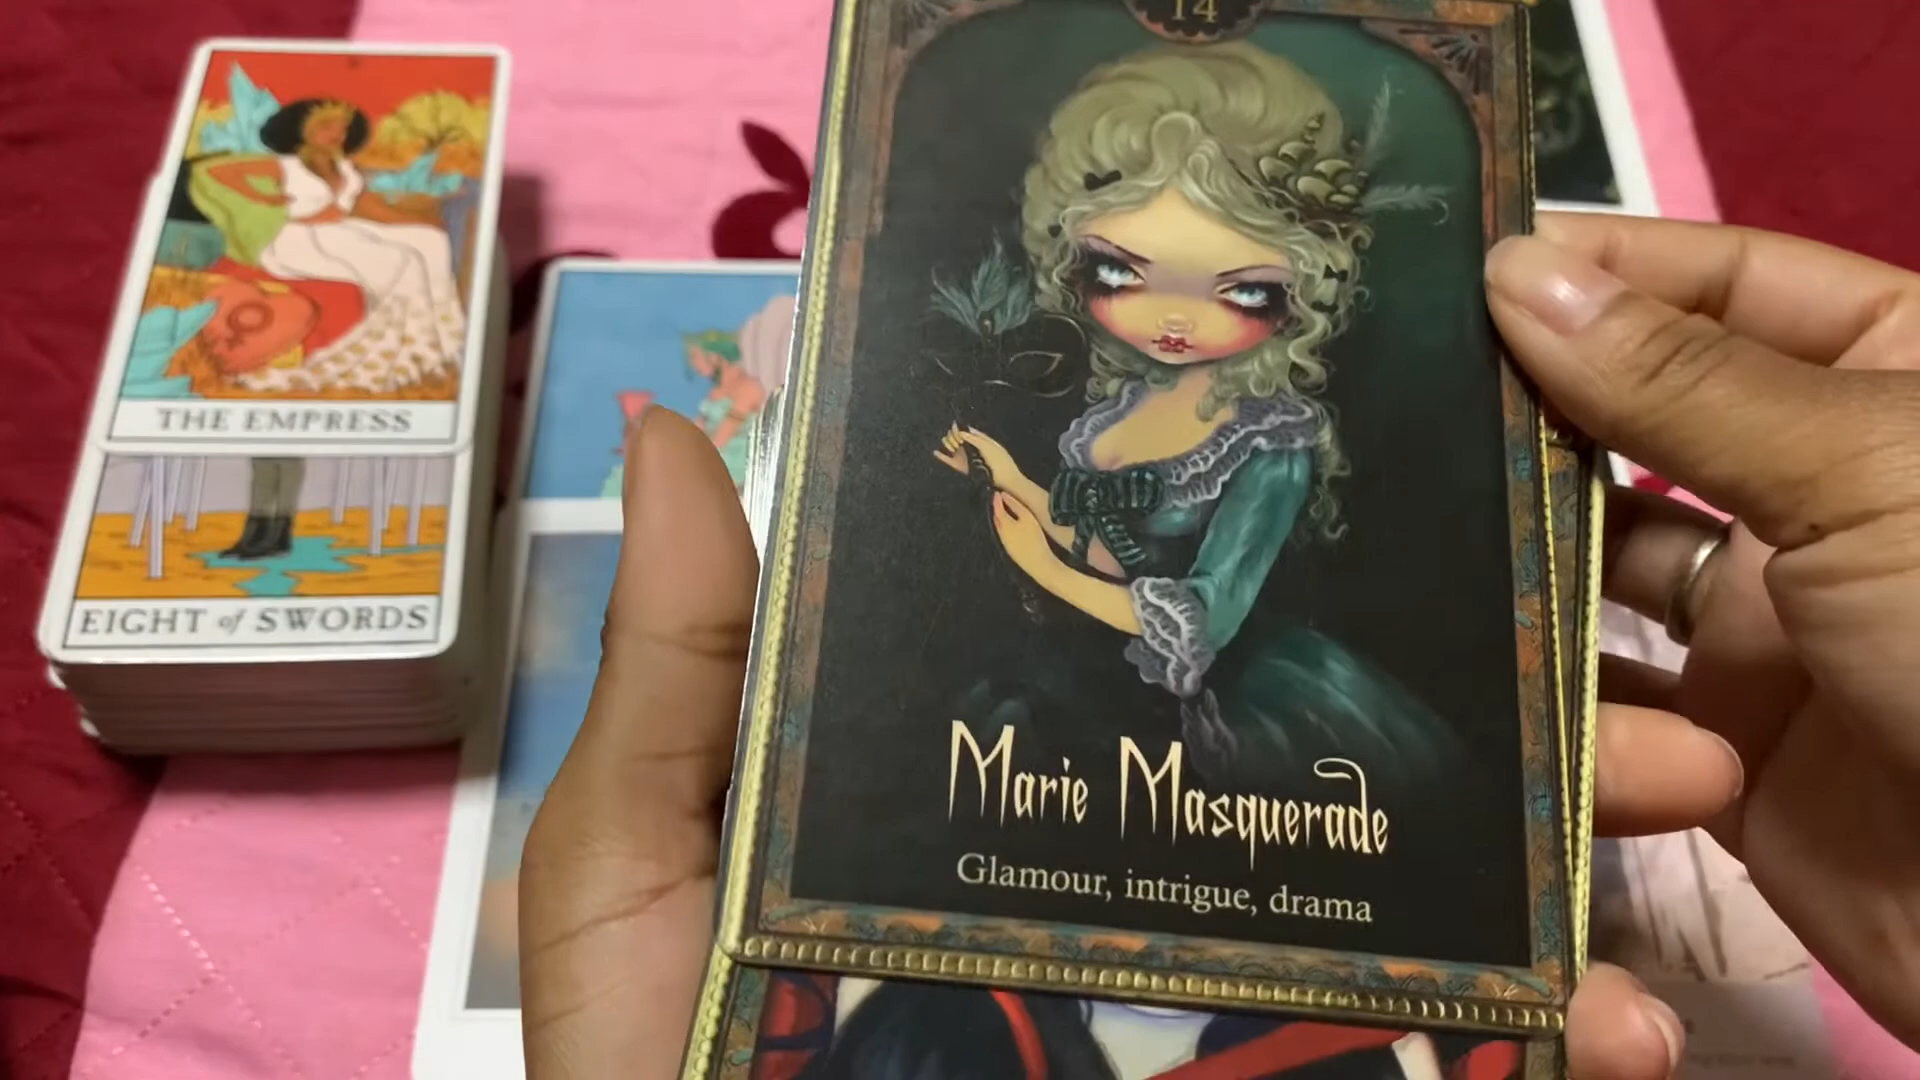 THE EMPRESS
EIGHT of SWORDS
14
Marie Masquerade
Glamour, intrigue, drama